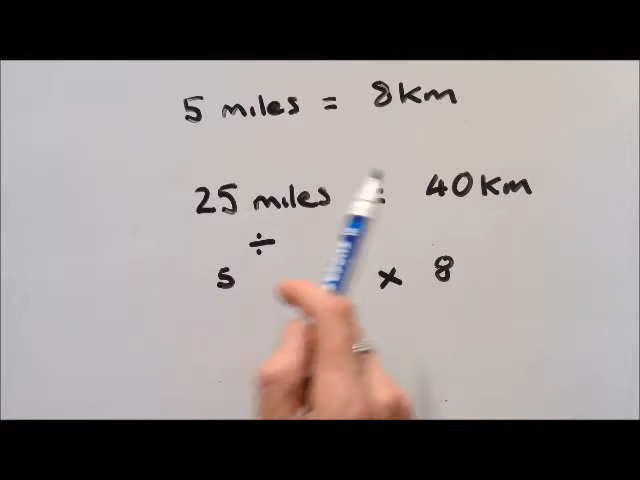 5 miles = 8km
25 miles = 40km
÷
5 × 8